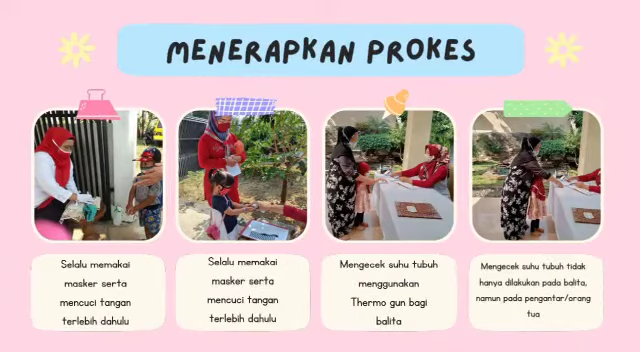 MENERAPKAN PROKES
Selalu memakai
masker serta
mencuci tangan
terlebih dahulu
Selalu memakai
masker serta
mencuci tangan
terlebih dahulu
Mengecek suhu tubuh
menggunakan
Thermo gun bagi
balita
Mengecek suhu tubuh tidak
hanya dilakukan pada balita,
namun pada pengantar/orang
tua